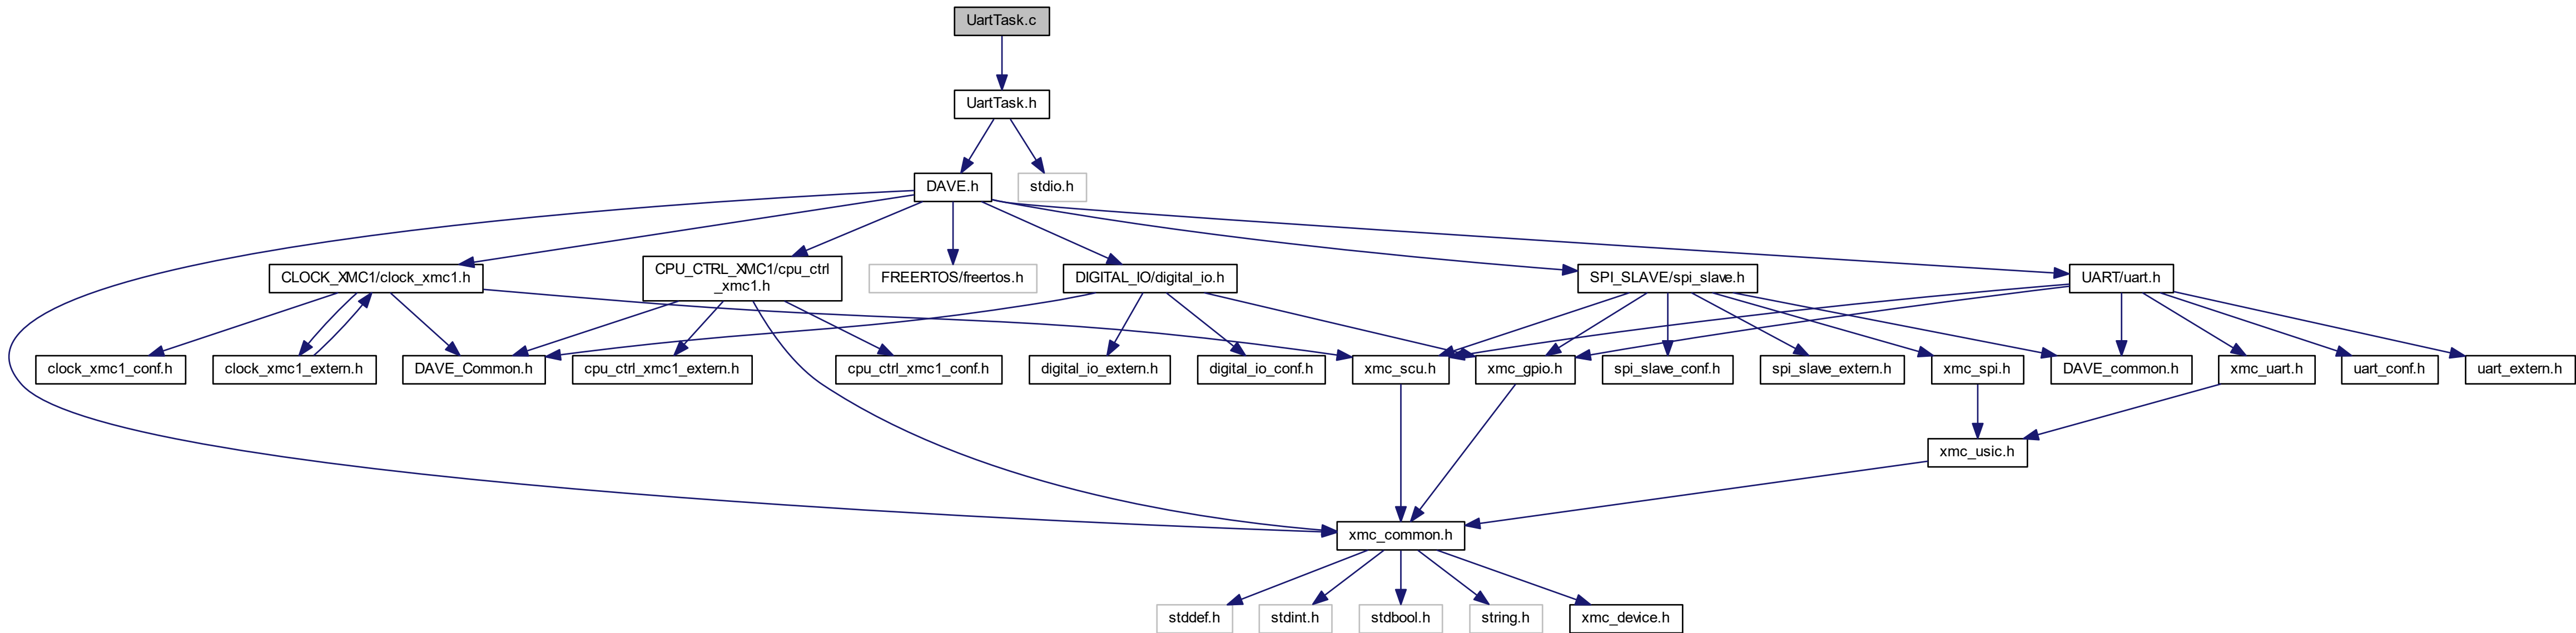 UartTask.c
UartTask.h
DAVE.h
stdio.h
CLOCK_XMC1/clock_xmc1.h
CPU_CTRL_XMC1/cpu_ctrl
_xmc1.h
FREERTOS/freertos.h
DIGITAL_IO/digital_io.h
SPI_SLAVE/spi_slave.h
UART/uart.h
clock_xmc1_conf.h
clock_xmc1_extern.h
DAVE_Common.h
cpu_ctrl_xmc1_extern.h
cpu_ctrl_xmc1_conf.h
digital_io_extern.h
digital_io_conf.h
xmc_scu.h
xmc_gpio.h
spi_slave_conf.h
spi_slave_extern.h
xmc_spi.h
DAVE_common.h
xmc_uart.h
uart_conf.h
uart_extern.h
xmc_usic.h
xmc_common.h
stddef.h
stdint.h
stdbool.h
string.h
xmc_device.h